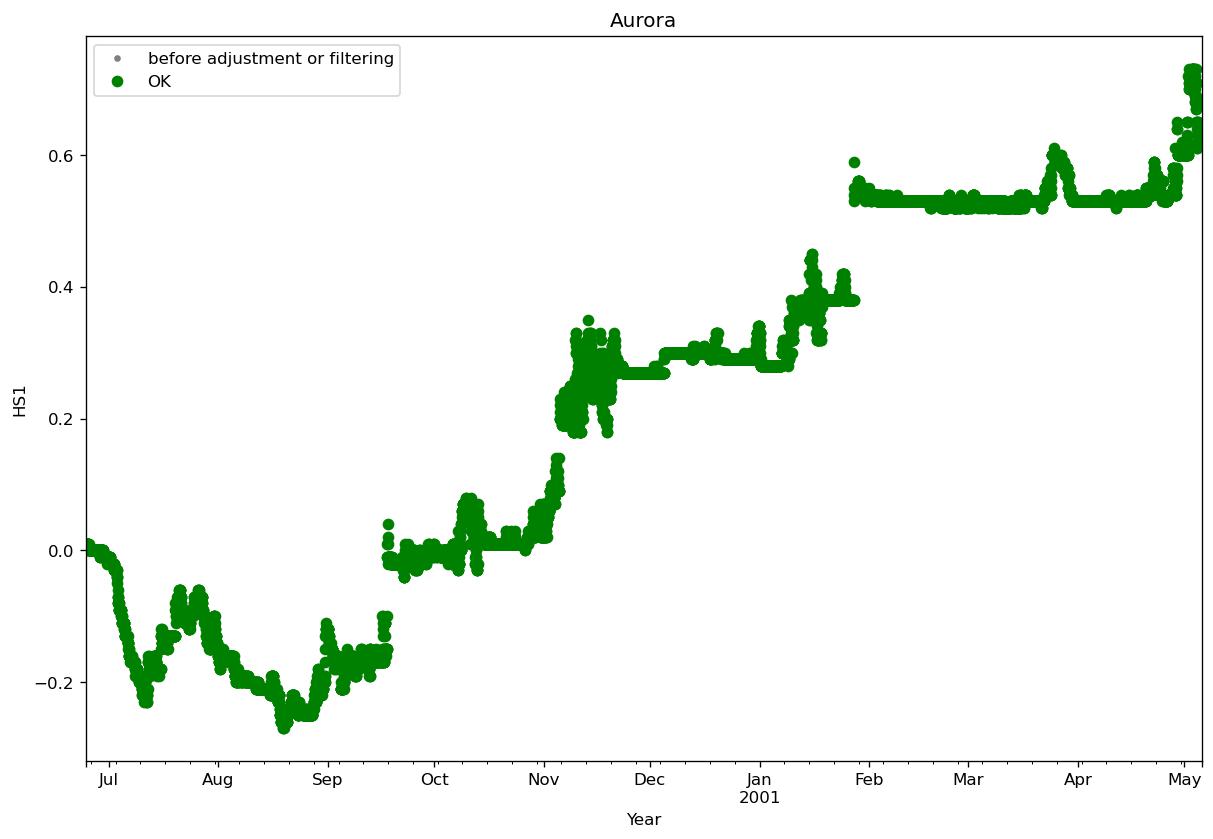 Aurora
before adjustment or filtering
OK
HS1
0.6
0.4
0.2
0.0
−0.2
Jul Aug Sep Oct Nov Dec Jan Feb Mar Apr May
2001
Year